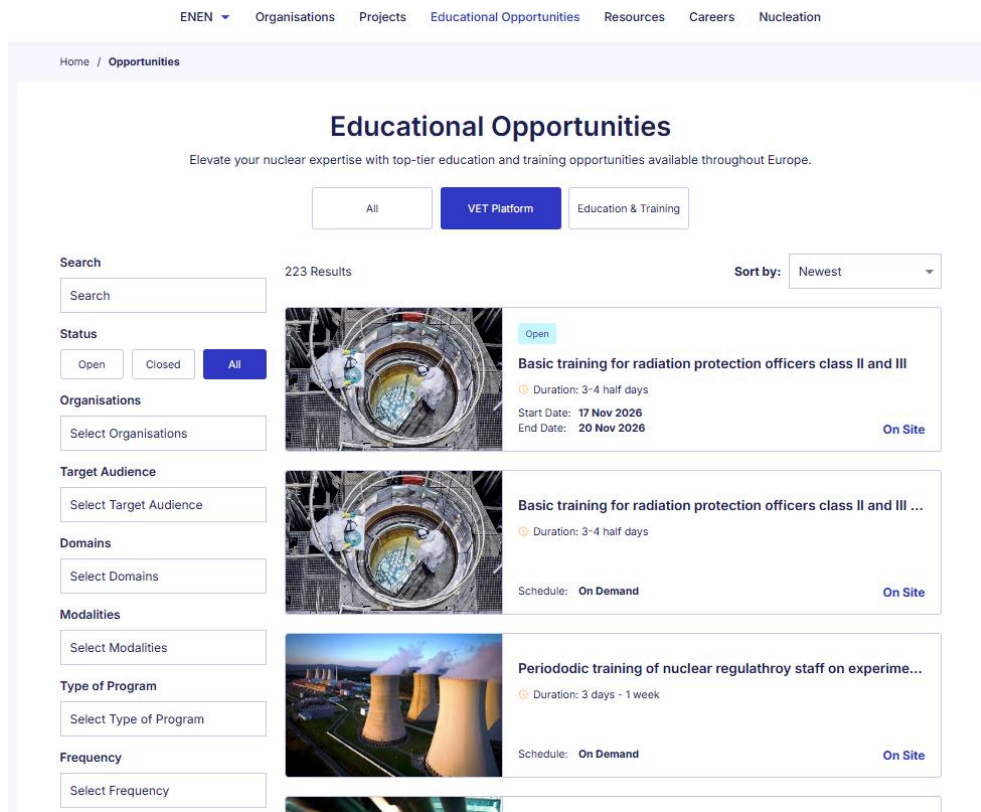 ENEN Organisations Projects Educational Opportunities Resources Careers Nucleation
Home / Opportunities
Educational Opportunities
Elevate your nuclear expertise with top-tier education and training opportunities available throughout Europe.
All VET Platform Education & Training
Search
Search
Status
Open Closed All
Organisations
Select Organisations
Target Audience
Select Target Audience
Domains
Select Domains
Modalities
Select Modalities
Type of Program
Select Type of Program
Frequency
Select Frequency
223 Results
Sort by: Newest
Open
Basic training for radiation protection officers class II and III
Duration: 3-4 half days
Start Date: 17 Nov 2026
End Date: 20 Nov 2026
On Site
Basic training for radiation protection officers class II and III ...
Duration: 3-4 half days
Schedule: On Demand
On Site
Periododic training of nuclear regulathroy staff on experime...
Duration: 3 days - 1 week
Schedule: On Demand
On Site